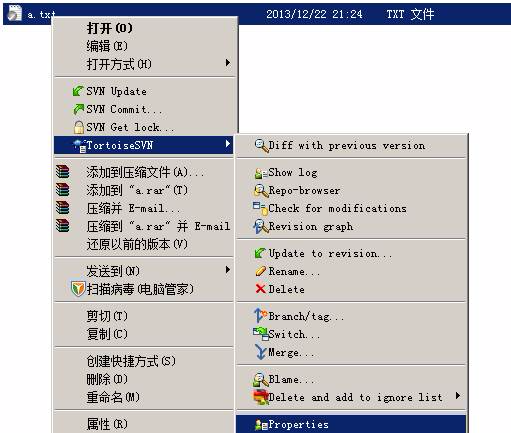 a.txt 2013/12/22 21:24 TXT 文件
打开(O)
编辑(E)
打开方式(H)
SVN Update
SVN Commit...
SVN Get lock...
TortoiseSVN
添加到压缩文件(A)...
添加到 "a.rar"(T)
压缩并 E-mail...
压缩到 "a.rar" 并 E-mail
还原以前的版本(V)
发送到(N)
扫描病毒(电脑管家)
剪切(T)
复制(C)
创建快捷方式(S)
删除(D)
重命名(M)
属性(R)
Diff with previous version
Show log
Repo-browser
Check for modifications
Revision graph
Update to revision...
Rename...
Delete
Branch/tag...
Switch...
Merge...
Blame...
Delete and add to ignore list
Properties